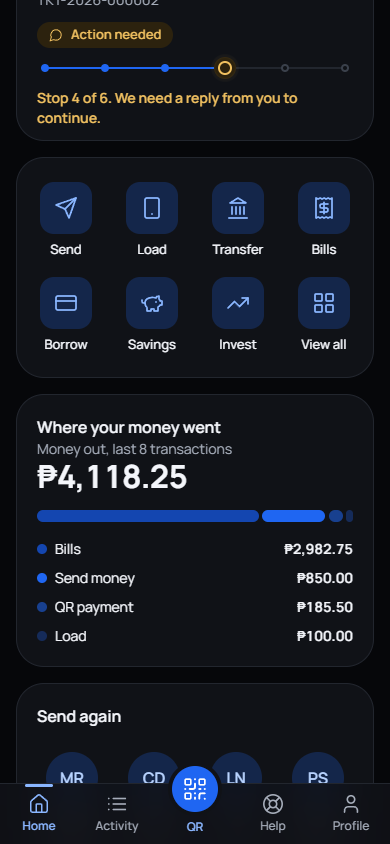 TKT-2026-000002
Action needed
Stop 4 of 6. We need a reply from you to
continue.
Send
Load
Transfer
Bills
Borrow
Savings
Invest
View all
Where your money went
Money out, last 8 transactions
₱4,118.25
Bills ₱2,982.75
Send money ₱850.00
QR payment ₱185.50
Load ₱100.00
Send again
MR
CD
LN
PS
Home
Activity
QR
Help
Profile